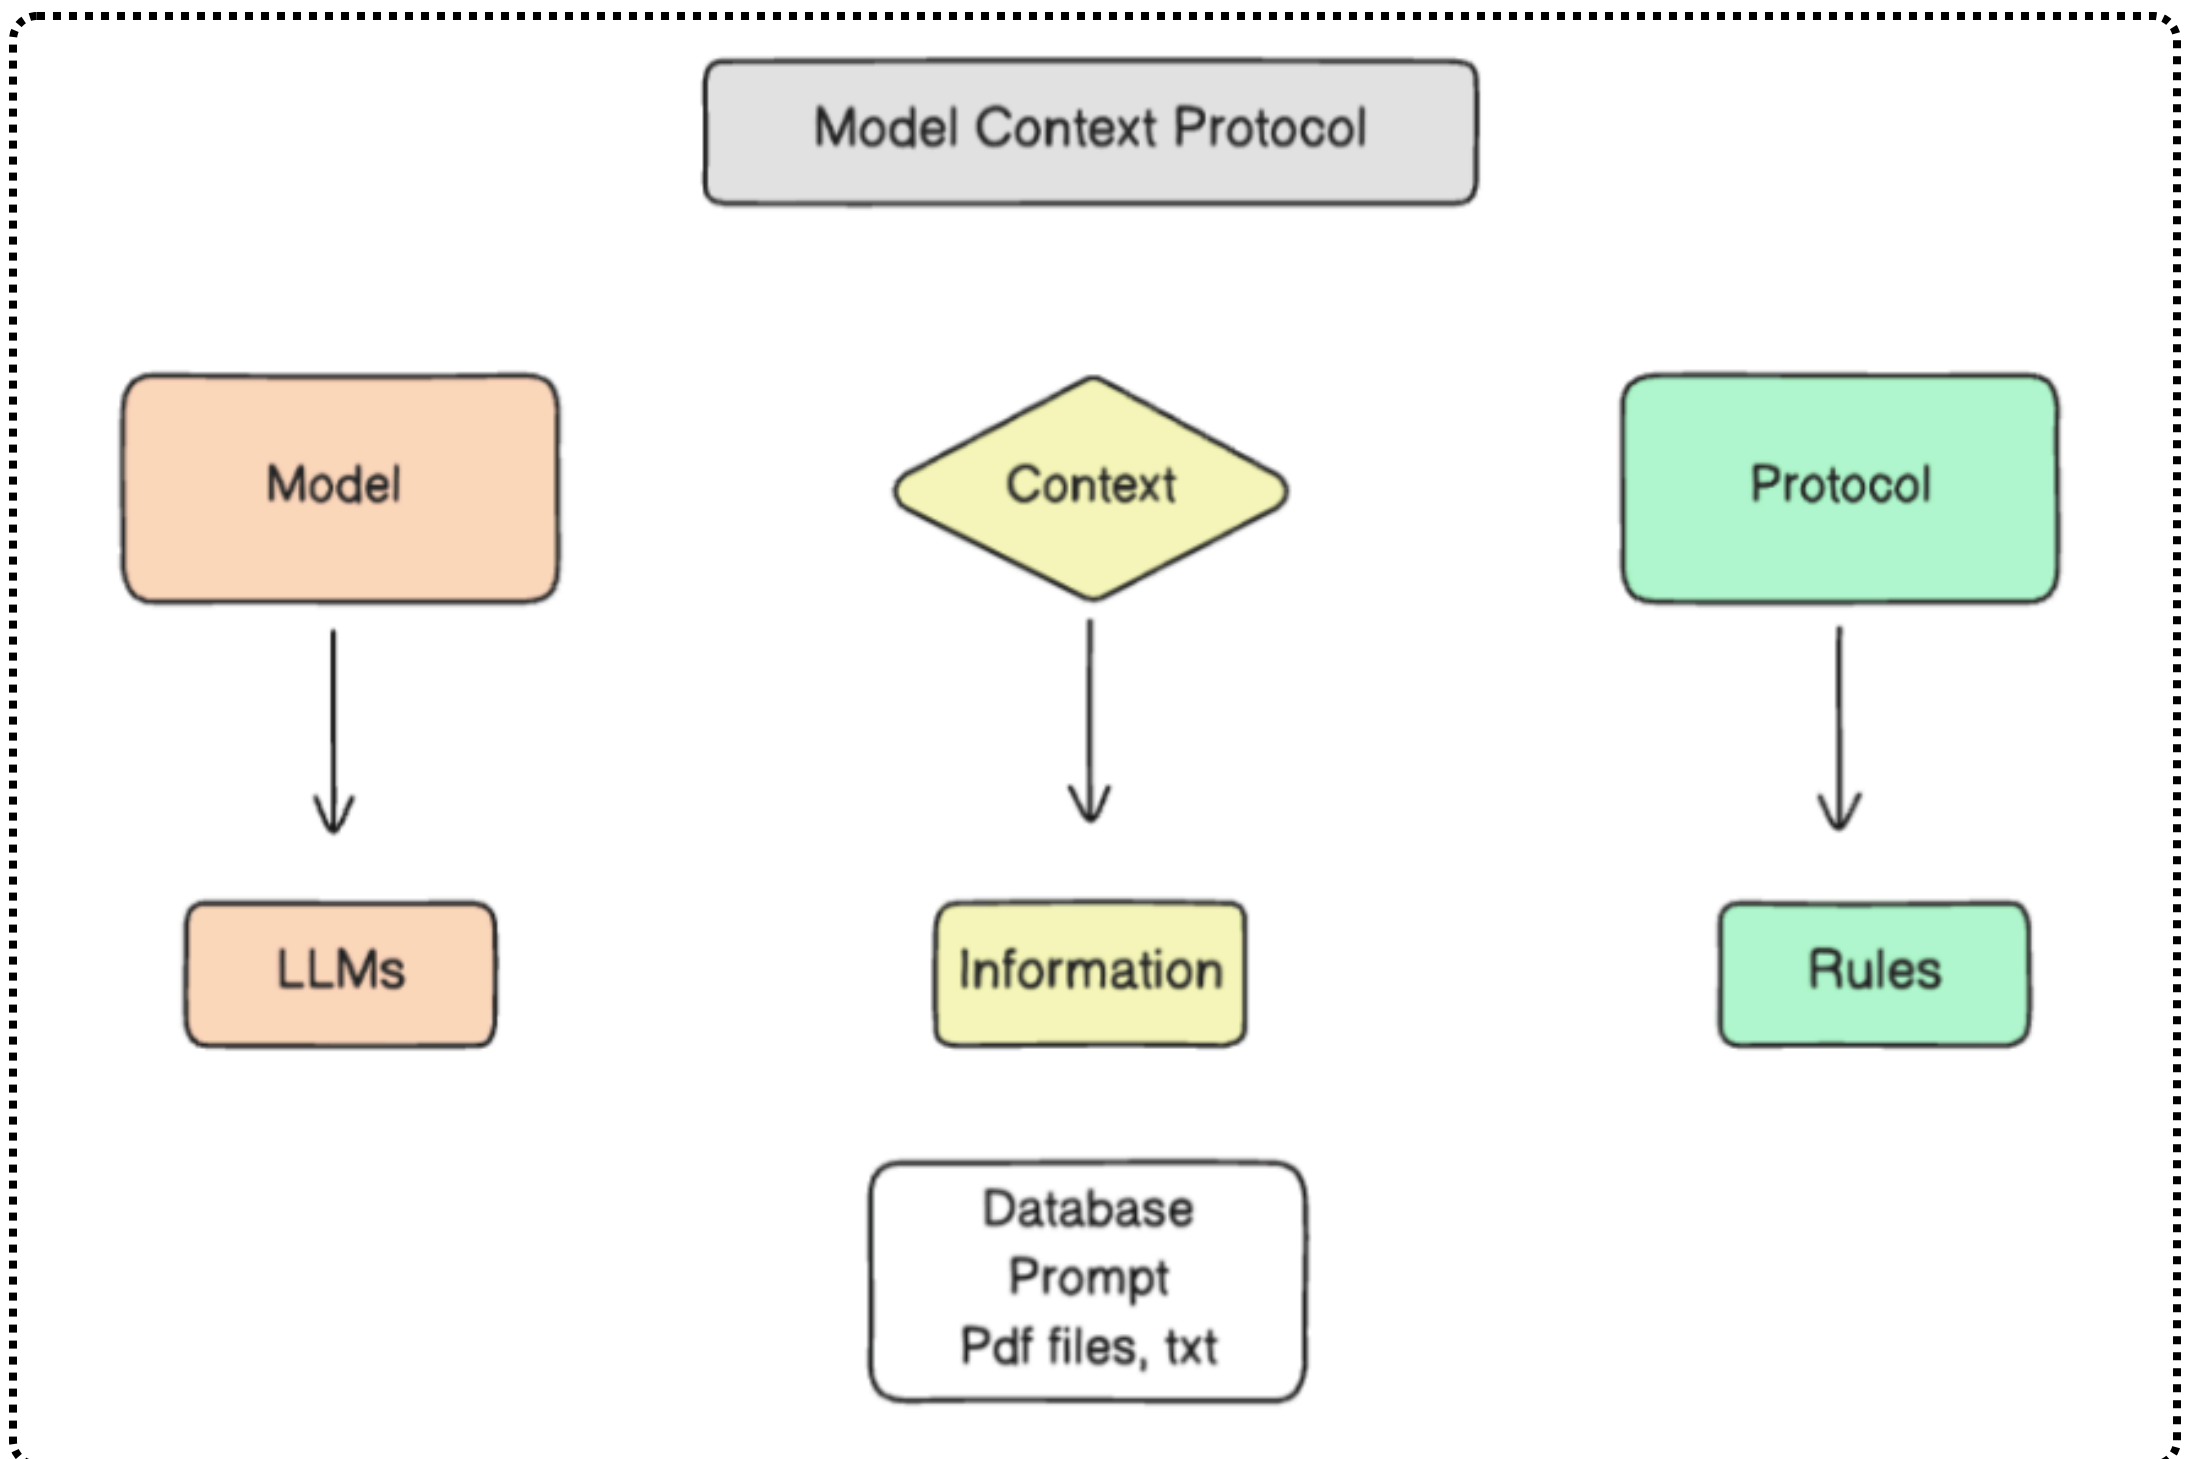 Model Context Protocol
Model
Context
Protocol
LLMs
Information
Rules
Database
Prompt
Pdf files, txt